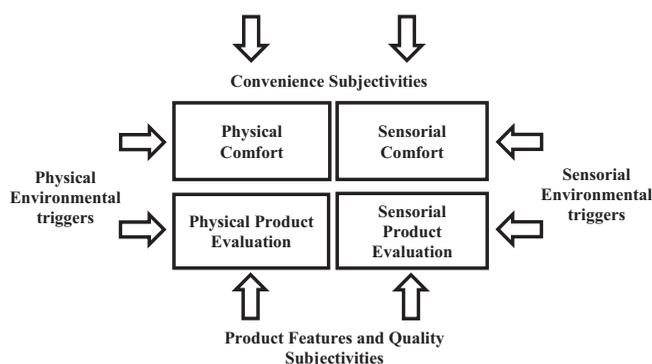 Convenience Subjectivities
Physical
Comfort
Sensorial
Comfort
Physical
Environmental
triggers
Sensorial
Environmental
triggers
Physical Product
Evaluation
Sensorial
Product
Evaluation
Product Features and Quality
Subjectivities